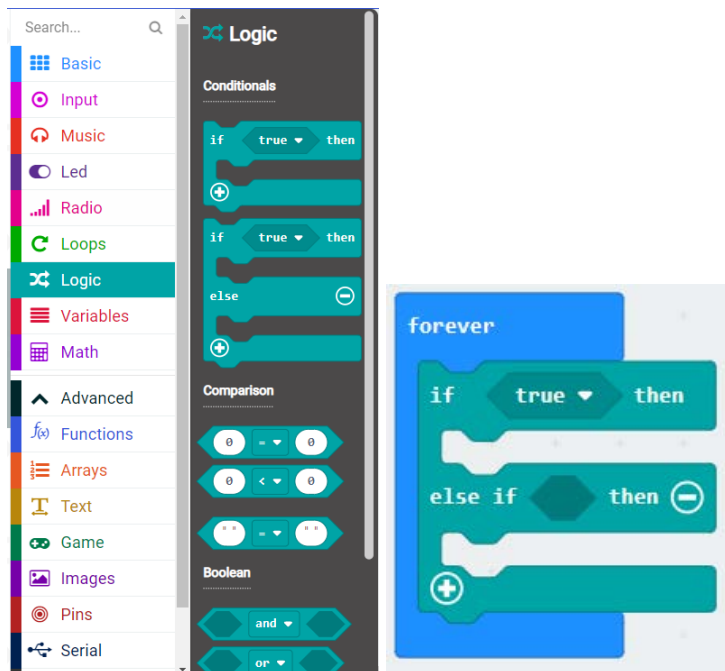 Search...
Basic
Input
Music
Led
Radio
Loops
Logic
Variables
Math
Advanced
f(x) Functions
Arrays
Text
Game
Images
Pins
Serial
Logic
Conditionals
if true then
if true then
else
Comparison
0 = 0
0 < 0
" " = " "
Boolean
and
or
forever
if true then
else if then